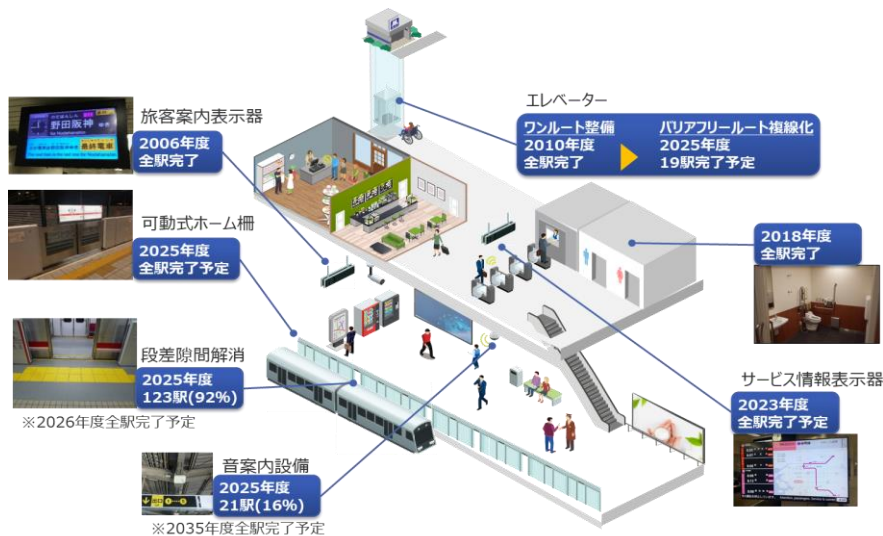 エレベーター
ワンルート整備
2010年度
全駅完了
バリアフリールート複線化
2025年度
19駅完了予定
旅客案内表示器
2006年度
全駅完了
野田阪神
最終電車
可動式ホーム柵
2025年度
全駅完了予定
2018年度
全駅完了
段差隙間解消
2025年度
123駅(92%)
※2026年度全駅完了予定
サービス情報表示器
2023年度
全駅完了予定
音案内設備
2025年度
21駅(16%)
※2035年度全駅完了予定